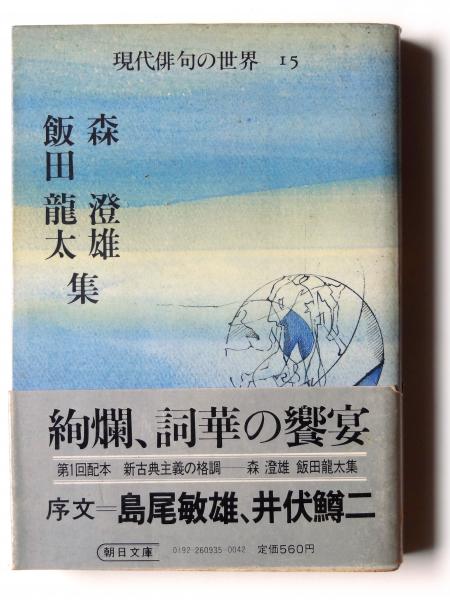 現代俳句の世界 15
森 澄雄
飯田 龍太
集
絢爛、詞華の饗宴
第1回配本 新古典主義の格調──森 澄雄 飯田龍太集
序文=島尾敏雄、井伏鱒二
朝日文庫 0192-260935-0042 定価560円